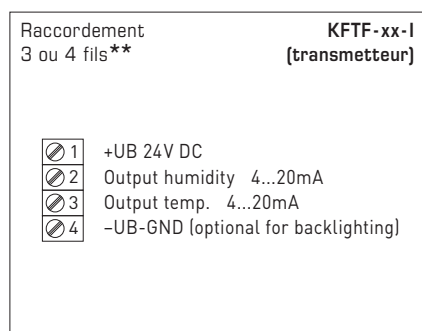 Raccordement KFTF-xx-I
3 ou 4 fils** (transmetteur)
1 +UB 24V DC
2 Output humidity 4...20mA
3 Output temp. 4...20mA
4 –UB-GND (optional for backlighting)